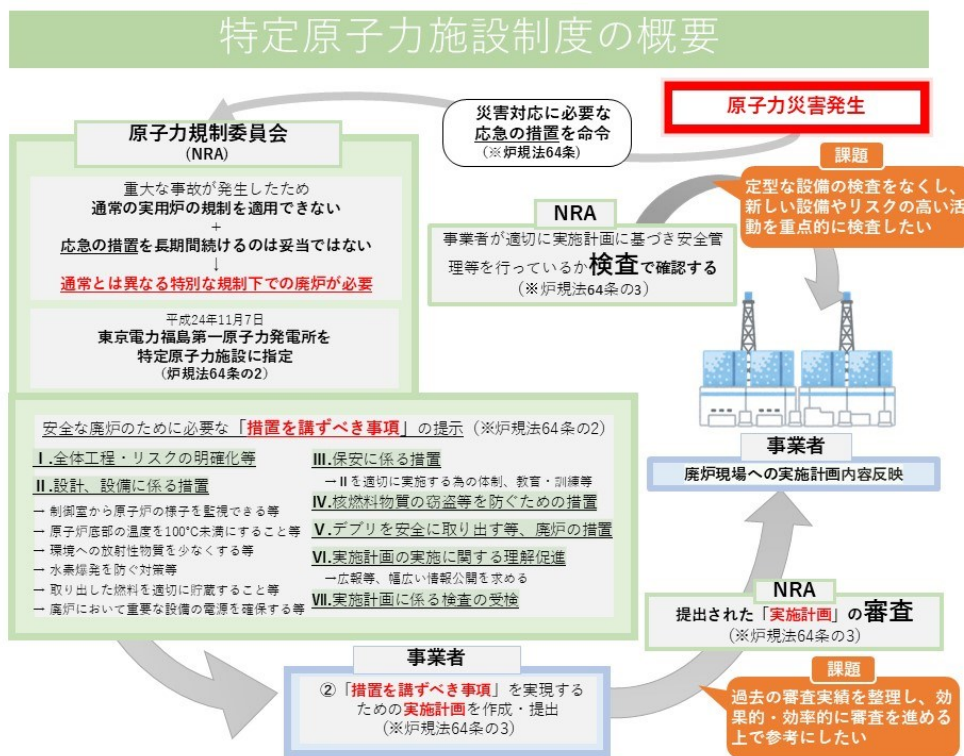 特定原子力施設制度の概要
原子力災害発生
災害対応に必要な
応急の措置を命令
(※炉規法64条)
原子力規制委員会
(NRA)
重大な事故が発生したため
通常の実用炉の規制を適用できない
+
応急の措置を長期間続けるのは妥当ではない
↓
通常とは異なる特別な規制下での廃炉が必要
平成24年11月7日
東京電力福島第一原子力発電所を
特定原子力施設に指定
(炉規法64条の2)
安全な廃炉のために必要な「措置を講ずべき事項」の提示(※炉規法64条の2)
Ⅰ.全体工程・リスクの明確化等
Ⅱ.設計、設備に係る措置
→ 制御室から原子炉の様子を監視できる等
→ 原子炉底部の温度を100℃未満にすること等
→ 環境への放射性物質を少なくする等
→ 水素爆発を防ぐ対策等
→ 取り出した燃料を適切に貯蔵すること等
→ 廃炉において重要な設備の電源を確保する等
Ⅲ.保安に係る措置
→Ⅱを適切に実施する為の体制、教育・訓練等
Ⅳ.核燃料物質の窃盗等を防ぐための措置
Ⅴ.デブリを安全に取り出す等、廃炉の措置
Ⅵ.実施計画の実施に関する理解促進
→広報等、幅広い情報公開を求める
Ⅶ.実施計画に係る検査の受検
事業者
②「措置を講ずべき事項」を実現する
ための実施計画を作成・提出
(※炉規法64条の3)
課題
過去の審査実績を整理し、効
果的・効率的に審査を進める
上で参考にしたい
NRA
提出された「実施計画」の審査
(※炉規法64条の3)
事業者
廃炉現場への実施計画内容反映
NRA
事業者が適切に実施計画に基づき安全管
理等を行っているか検査で確認する
(※炉規法64条の3)
課題
定型な設備の検査をなくし、
新しい設備やリスクの高い活
動を重点的に検査したい